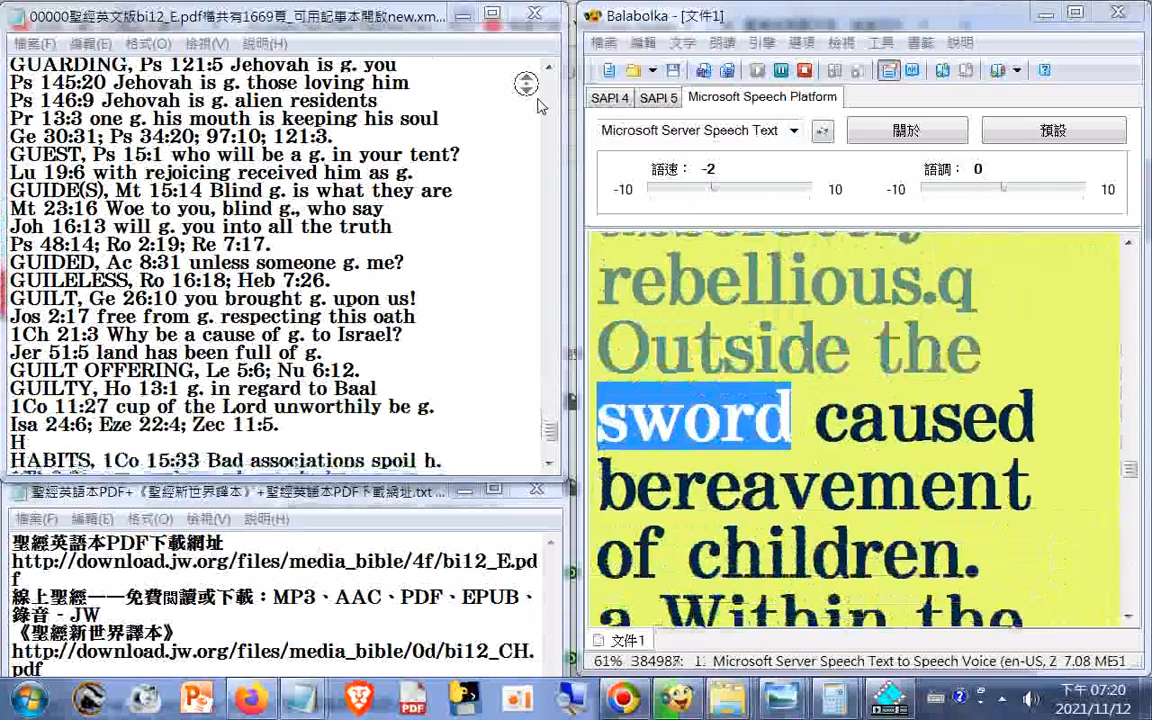 00000聖經英文版bi12_E.pdf檔共有1669頁_可用記事本開啟new.xm...
檔案(F) 編輯(E) 格式(O) 檢視(V) 說明(H)
GUARDING, Ps 121:5 Jehovah is g. you
Ps 145:20 Jehovah is g. those loving him
Ps 146:9 Jehovah is g. alien residents
Pr 13:3 one g. his mouth is keeping his soul
Ge 30:31; Ps 34:20; 97:10; 121:3.
GUEST, Ps 15:1 who will be a g. in your tent?
Lu 19:6 with rejoicing received him as g.
GUIDE(S), Mt 15:14 Blind g. is what they are
Mt 23:16 Woe to you, blind g., who say
Joh 16:13 will g. you into all the truth
Ps 48:14; Ro 2:19; Re 7:17.
GUIDED, Ac 8:31 unless someone g. me?
GUILELESS, Ro 16:18; Heb 7:26.
GUILT, Ge 26:10 you brought g. upon us!
Jos 2:17 free from g. respecting this oath
1Ch 21:3 Why be a cause of g. to Israel?
Jer 51:5 land has been full of g.
GUILT OFFERING, Le 5:6; Nu 6:12.
GUILTY, Ho 13:1 g. in regard to Baal
1Co 11:27 cup of the Lord unworthily be g.
Isa 24:6; Eze 22:4; Zec 11:5.
H
HABITS, 1Co 15:33 Bad associations spoil h.
聖經英語本PDF+《聖經新世界譯本》+聖經英語本PDF下載網址.txt ...
檔案(F) 編輯(E) 格式(O) 檢視(V) 說明(H)
聖經英語本PDF下載網址
http://download.jw.org/files/media_bible/4f/bi12_E.pd
f
線上聖經——免費閱讀或下載：MP3、AAC、PDF、EPUB、
錄音 - JW
《聖經新世界譯本》
http://download.jw.org/files/media_bible/0d/bi12_CH.
pdf
Balabolka - [文件1]
檔案 編輯 文字 朗讀 引擎 選項 檢視 工具 書籤 說明
SAPI 4 SAPI 5 Microsoft Speech Platform
Microsoft Server Speech Text 關於 預設
語速： -2 語調： 0
-10 10 -10 10
rebellious.q
Outside the
sword caused
bereavement
of children.
a Within the
文件1
61% Microsoft Server Speech Text to Speech Voice (en-US, Z 7.08 ME51
下午 07:20
2021/11/12